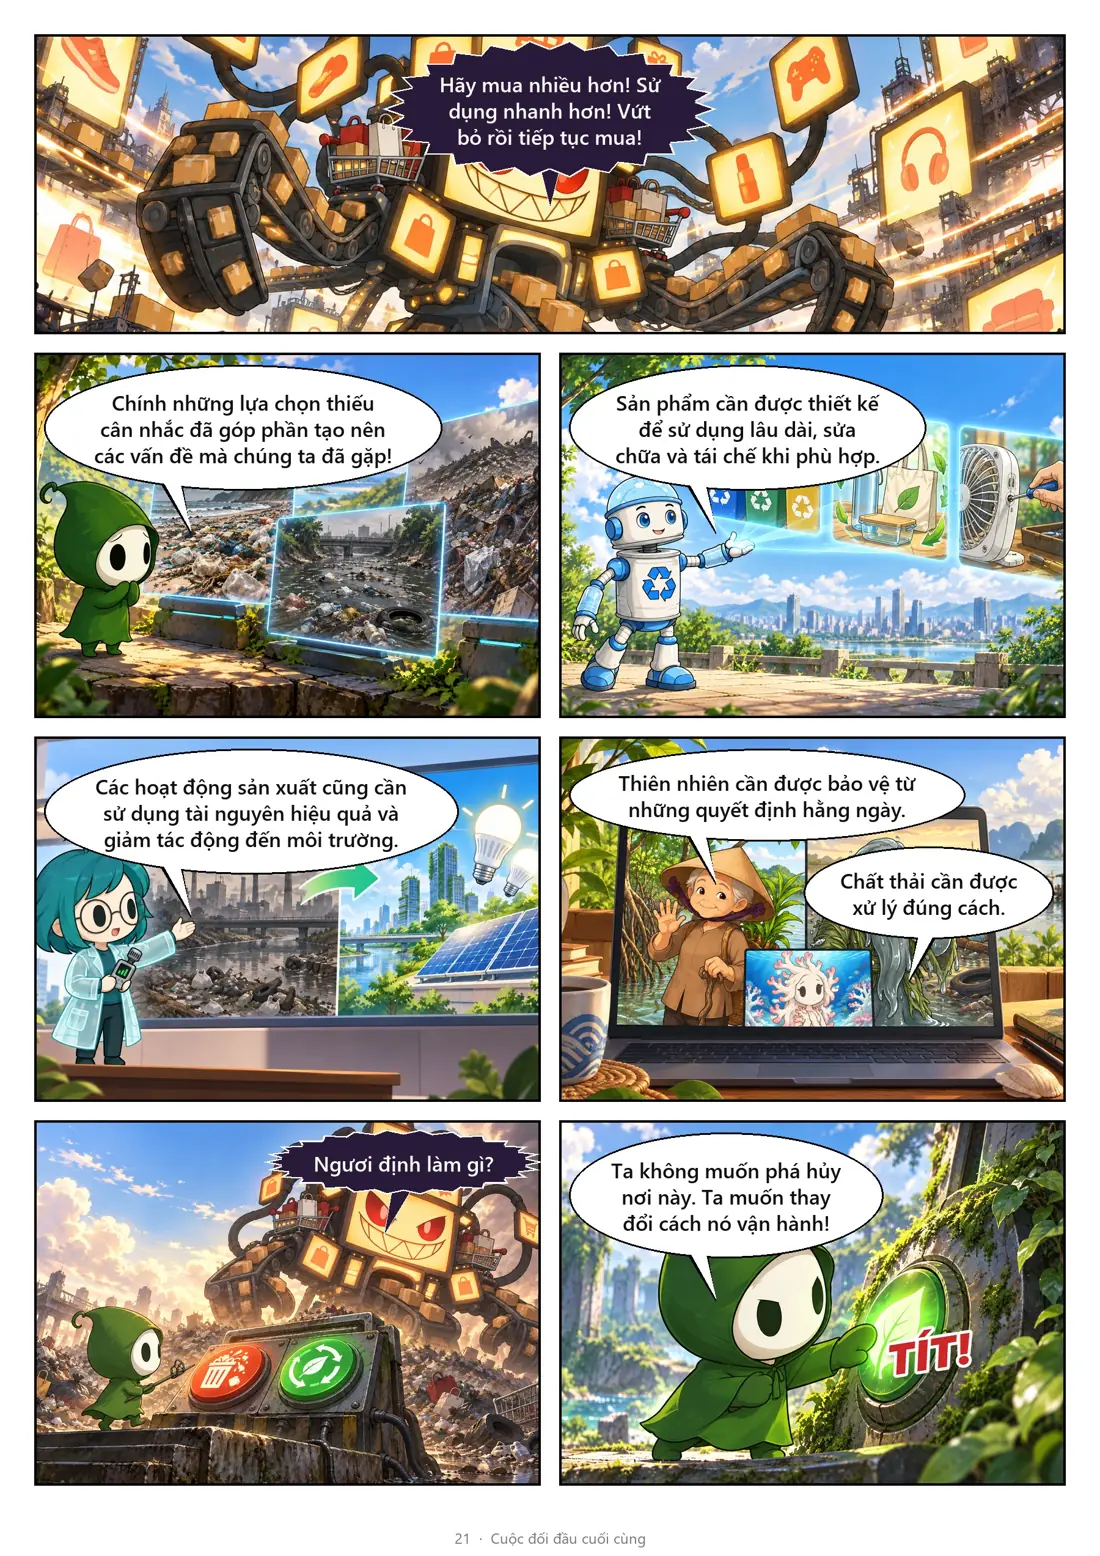 Hãy mua nhiều hơn! Sử
dụng nhanh hơn! Vứt
bỏ rồi tiếp tục mua!
Chính những lựa chọn thiếu
cân nhắc đã góp phần tạo nên
các vấn đề mà chúng ta đã gặp!
Sản phẩm cần được thiết kế
để sử dụng lâu dài, sửa
chữa và tái chế khi phù hợp.
Các hoạt động sản xuất cũng cần
sử dụng tài nguyên hiệu quả và
giảm tác động đến môi trường.
Thiên nhiên cần được bảo vệ từ
những quyết định hằng ngày.
Chất thải cần được
xử lý đúng cách.
Ngươi định làm gì?
Ta không muốn phá hủy
nơi này. Ta muốn thay
đổi cách nó vận hành!
TÍT!
21 · Cuộc đối đầu cuối cùng